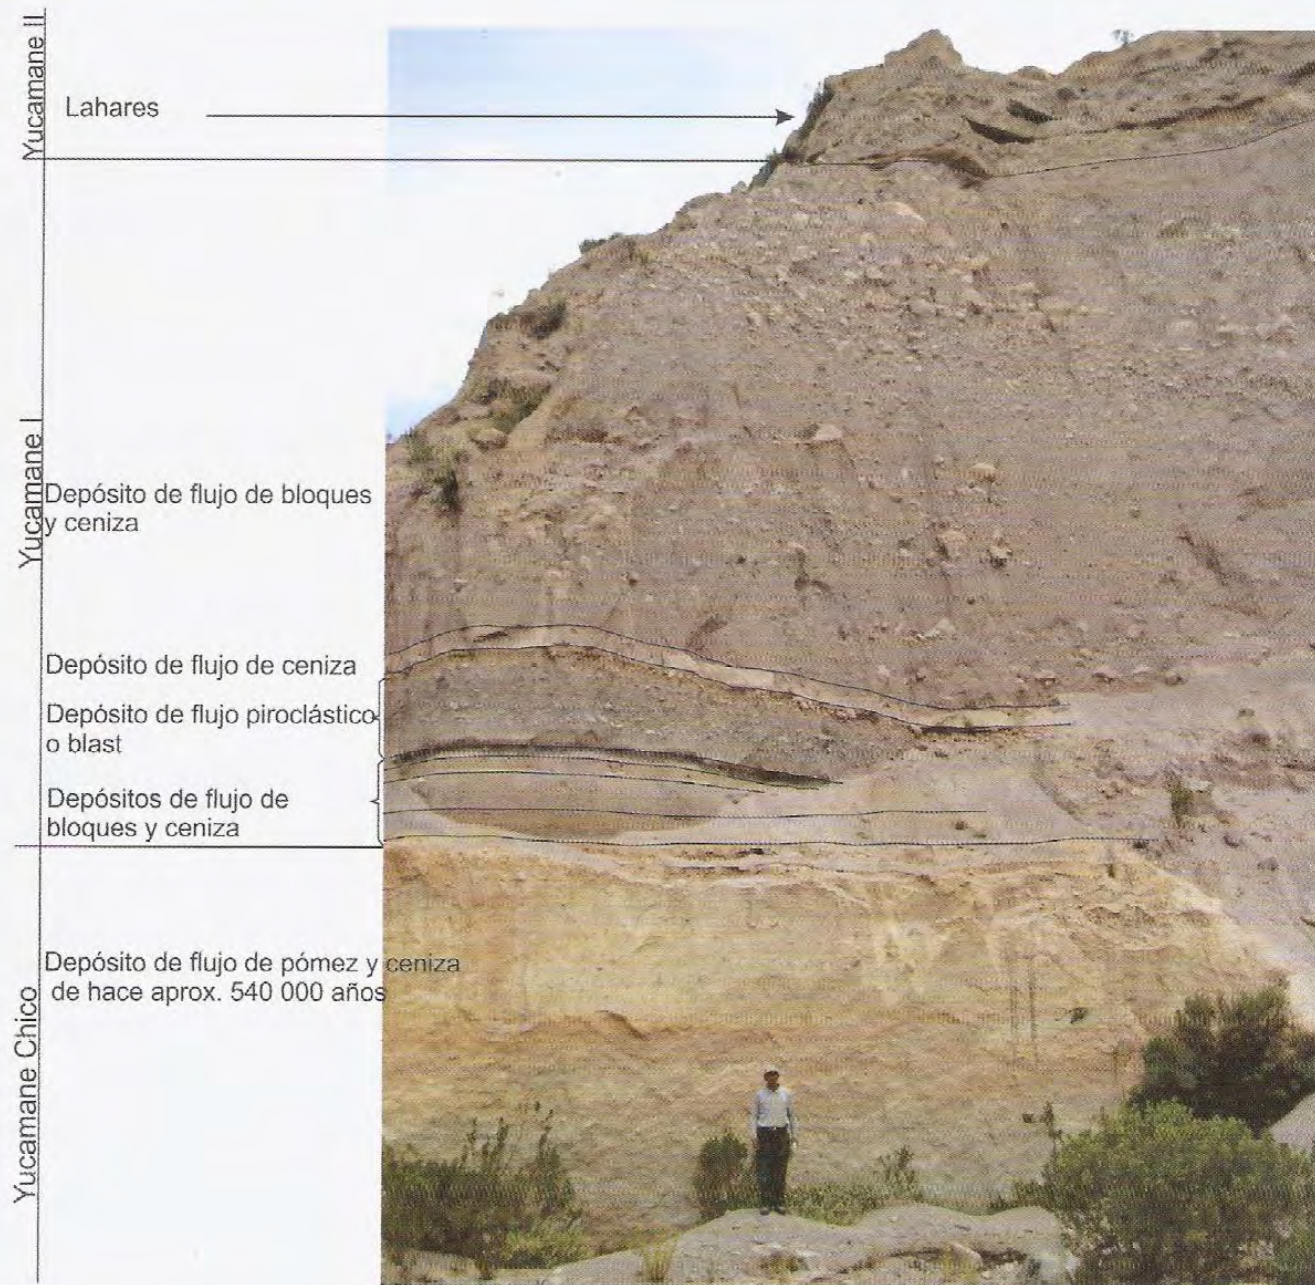 Yucamane II
Lahares
Yucamane I
Depósito de flujo de bloques
y ceniza
Depósito de flujo de ceniza
Depósito de flujo piroclástico
o blast
Depósitos de flujo de
bloques y ceniza
Yucamane Chico
Depósito de flujo de pómez y ceniza
de hace aprox. 540 000 años